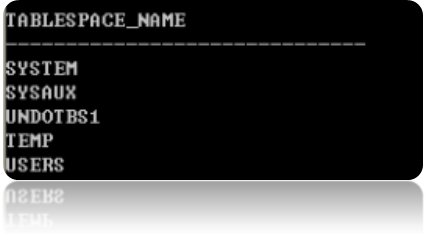 TABLESPACE_NAME
------------------------------
SYSTEM
SYSAUX
UNDOTBS1
TEMP
USERS